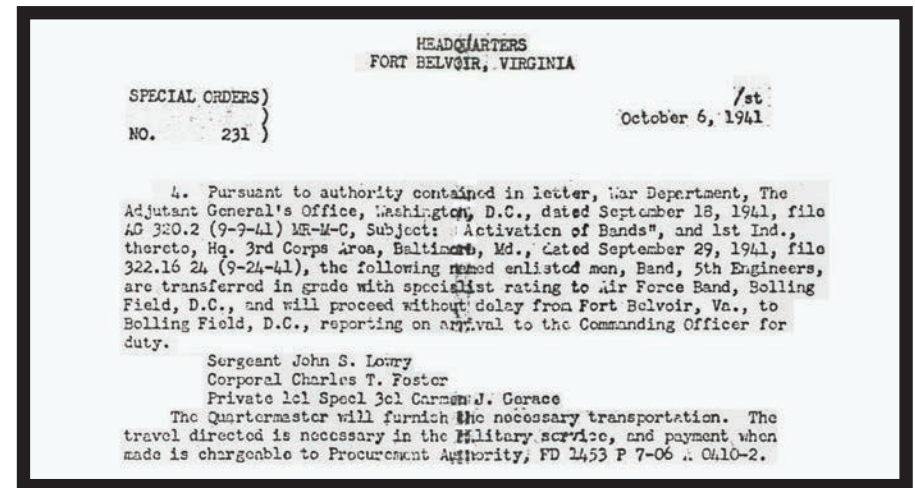 HEADQUARTERS
FORT BELVOIR, VIRGINIA
SPECIAL ORDERS)
)
NO. 231 )
/st
October 6, 1941
4. Pursuant to authority contained in letter, War Department, The
Adjutant General's Office, Washington, D.C., dated September 18, 1941, file
AG 320.2 (9-9-41) MR-M-C, Subject: "Activation of Bands", and 1st Ind.,
thereto, Hq. 3rd Corps Area, Baltimore, Md., dated September 29, 1941, file
322.16 24 (9-24-41), the following named enlisted men, Band, 5th Engineers,
are transferred in grade with specialist rating to Air Force Band, Bolling
Field, D.C., and will proceed without delay from Fort Belvoir, Va., to
Bolling Field, D.C., reporting on arrival to the Commanding Officer for
duty.
Sergeant John S. Lowry
Corporal Charles T. Foster
Private 1cl Specl 3cl Carmen J. Gerace
The Quartermaster will furnish the necessary transportation. The
travel directed is necessary in the Military service, and payment when
made is chargeable to Procurement Authority, FD 1453 P 7-06 0410-2.